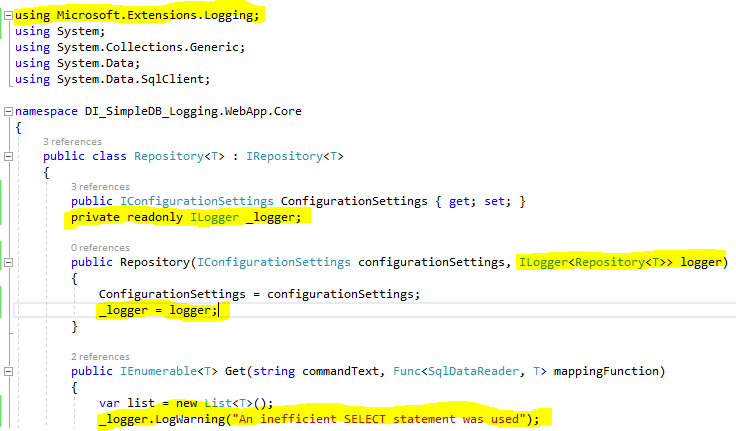 using Microsoft.Extensions.Logging;
using System;
using System.Collections.Generic;
using System.Data;
using System.Data.SqlClient;
namespace DI_SimpleDB_Logging.WebApp.Core
{
3 references
public class Repository<T> : IRepository<T>
{
3 references
public IConfigurationSettings ConfigurationSettings { get; set; }
private readonly ILogger _logger;
0 references
public Repository(IConfigurationSettings configurationSettings, ILogger<Repository<T>> logger)
{
ConfigurationSettings = configurationSettings;
_logger = logger;
}
2 references
public IEnumerable<T> Get(string commandText, Func<SqlDataReader, T> mappingFunction)
{
var list = new List<T>();
_logger.LogWarning("An inefficient SELECT statement was used");